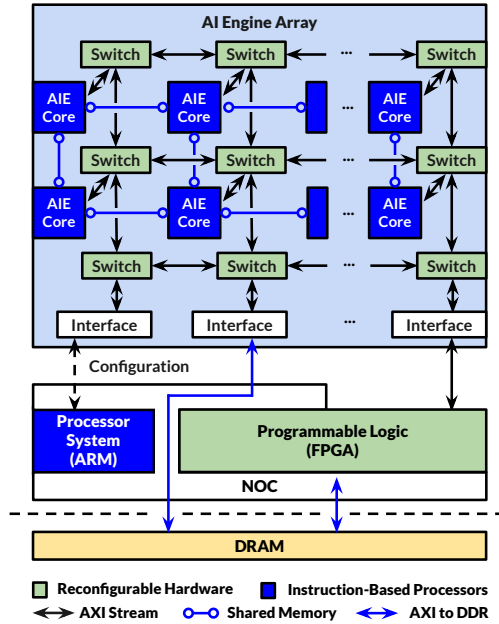 AI Engine Array
Switch Switch ... Switch
AIE Core AIE Core ... AIE Core
Switch Switch ... Switch
AIE Core AIE Core ... AIE Core
Switch Switch ... Switch
Interface Interface ... Interface
Configuration
Processor System (ARM)
Programmable Logic (FPGA)
NOC
DRAM
Reconfigurable Hardware Instruction-Based Processors
AXI Stream Shared Memory AXI to DDR